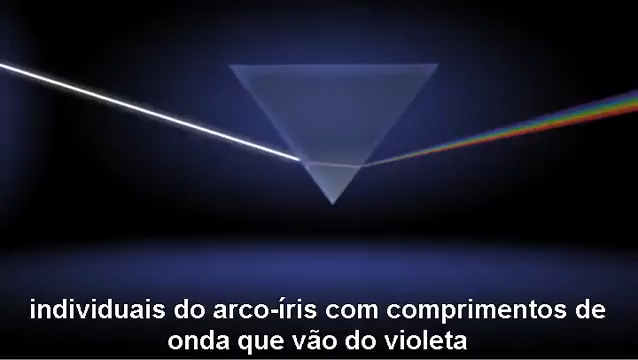 individuais do arco-íris com comprimentos de
onda que vão do violeta